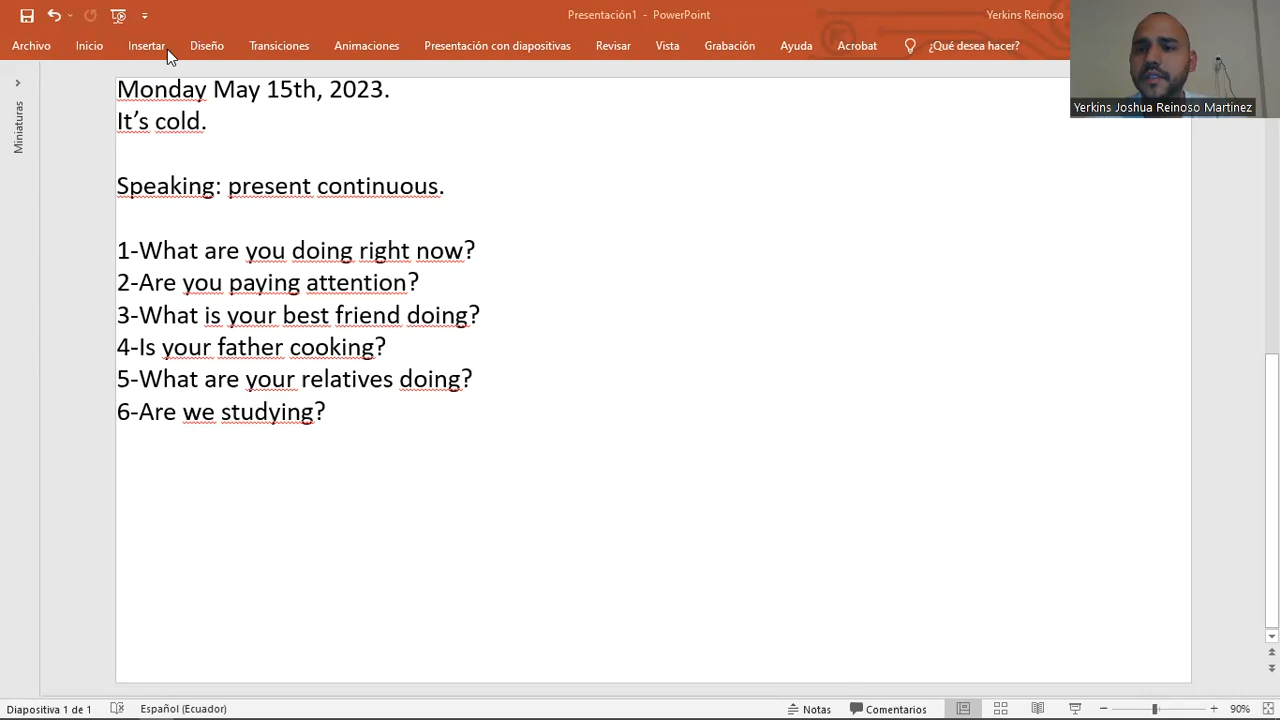 Presentación1 - PowerPoint
Yerkins Reinoso
Archivo Inicio Insertar Diseño Transiciones Animaciones Presentación con diapositivas Revisar Vista Grabación Ayuda Acrobat ¿Qué desea hacer?
Yerkins Joshua Reinoso Martinez
Miniaturas
Monday May 15th, 2023.
It’s cold.
Speaking: present continuous.
1-What are you doing right now?
2-Are you paying attention?
3-What is your best friend doing?
4-Is your father cooking?
5-What are your relatives doing?
6-Are we studying?
Diapositiva 1 de 1 Español (Ecuador) Notas Comentarios 90%